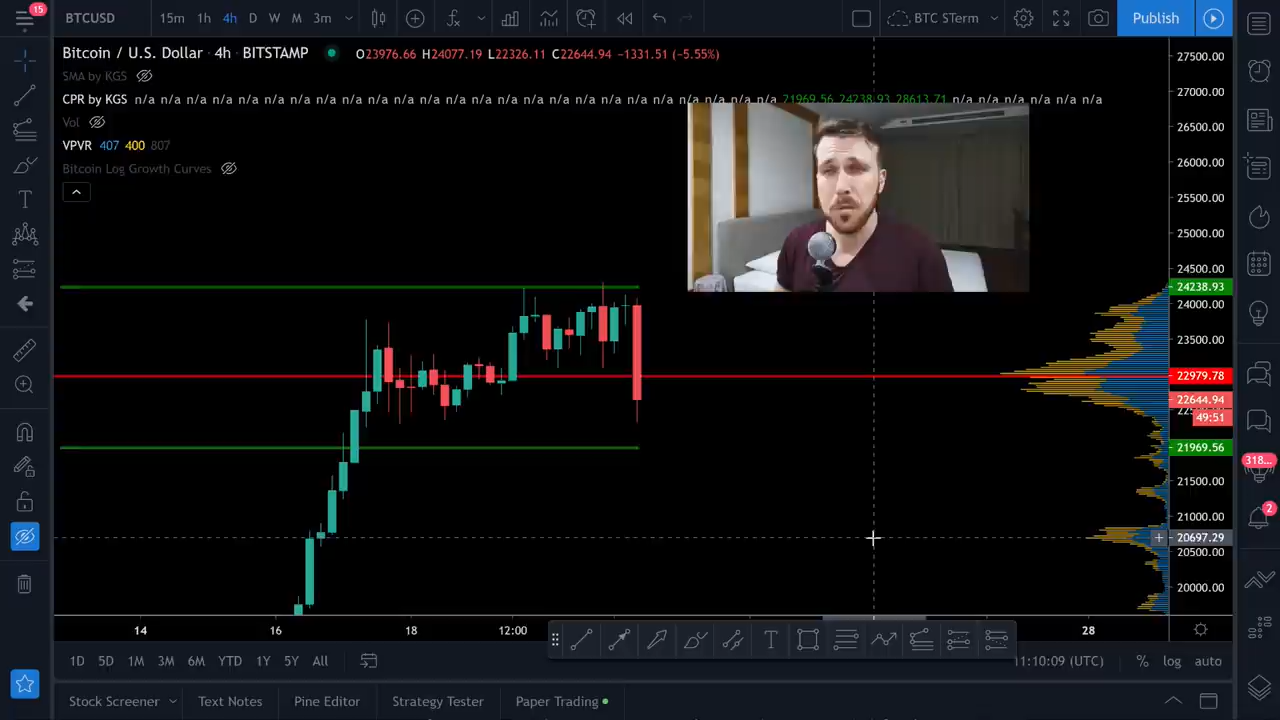 15
BTCUSD 15m 1h 4h D W M 3m BTC STerm Publish
Bitcoin / U.S. Dollar · 4h · BITSTAMP O23976.66 H24077.19 L22326.11 C22644.94 −1331.51 (−5.55%)
SMA by KGS
CPR by KGS n/a n/a n/a n/a n/a n/a n/a n/a n/a n/a n/a n/a n/a n/a n/a n/a n/a n/a n/a n/a n/a n/a n/a n/a n/a 21969.56 24238.93 28613.71 n/a n/a n/a n/a n/a n/a
Vol
VPVR 407 400 807
Bitcoin Log Growth Curves
27500.00
27000.00
26500.00
26000.00
25500.00
25000.00
24500.00
24238.93
24000.00
23500.00
22979.78
22644.94
49:51
21969.56
21500.00
21000.00
20697.29
20500.00
20000.00
318...
2
14 16 18 12:00 28
1D 5D 1M 3M 6M YTD 1Y 5Y All 11:10:09 (UTC) % log auto
Stock Screener Text Notes Pine Editor Strategy Tester Paper Trading